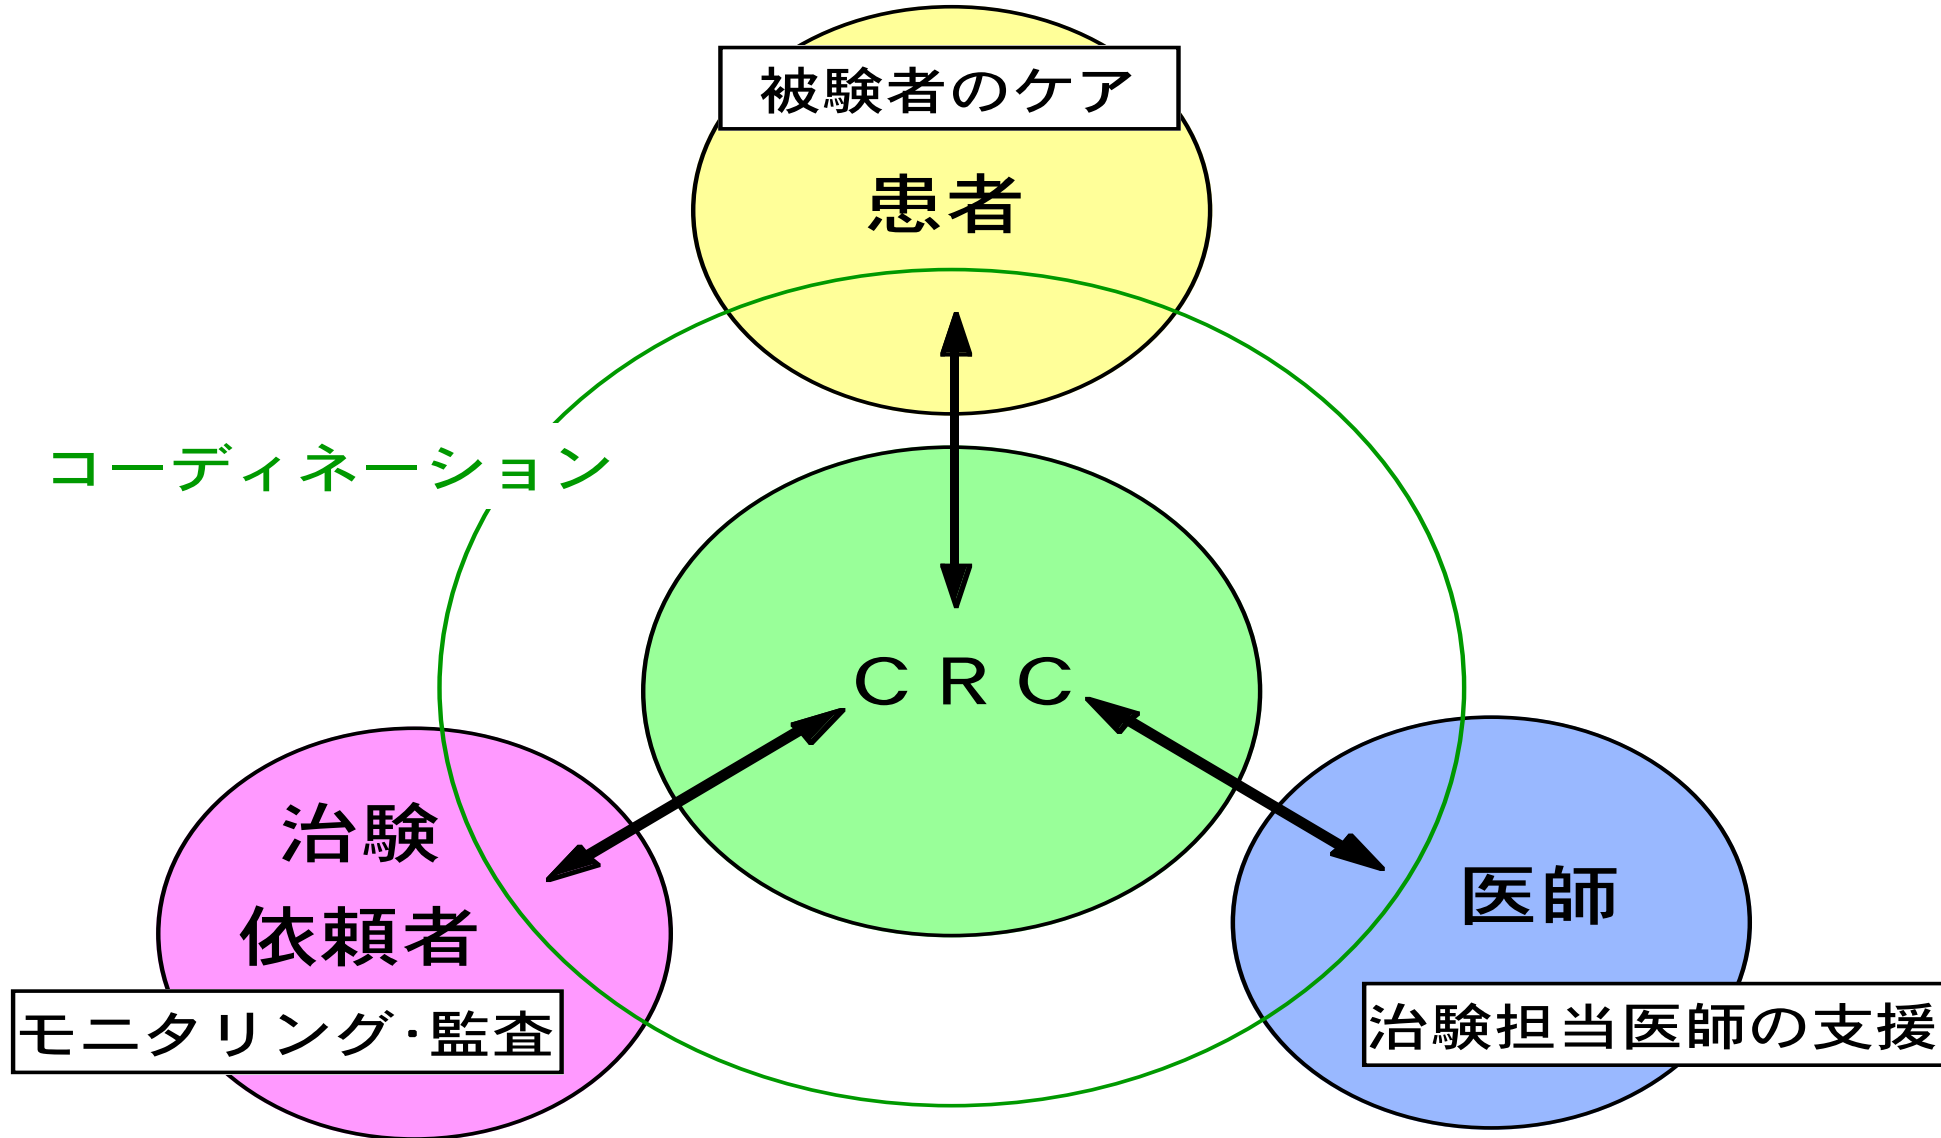 被験者のケア
患者
コーディネーション
ＣＲＣ
治験
依頼者
モニタリング・監査
医師
治験担当医師の支援